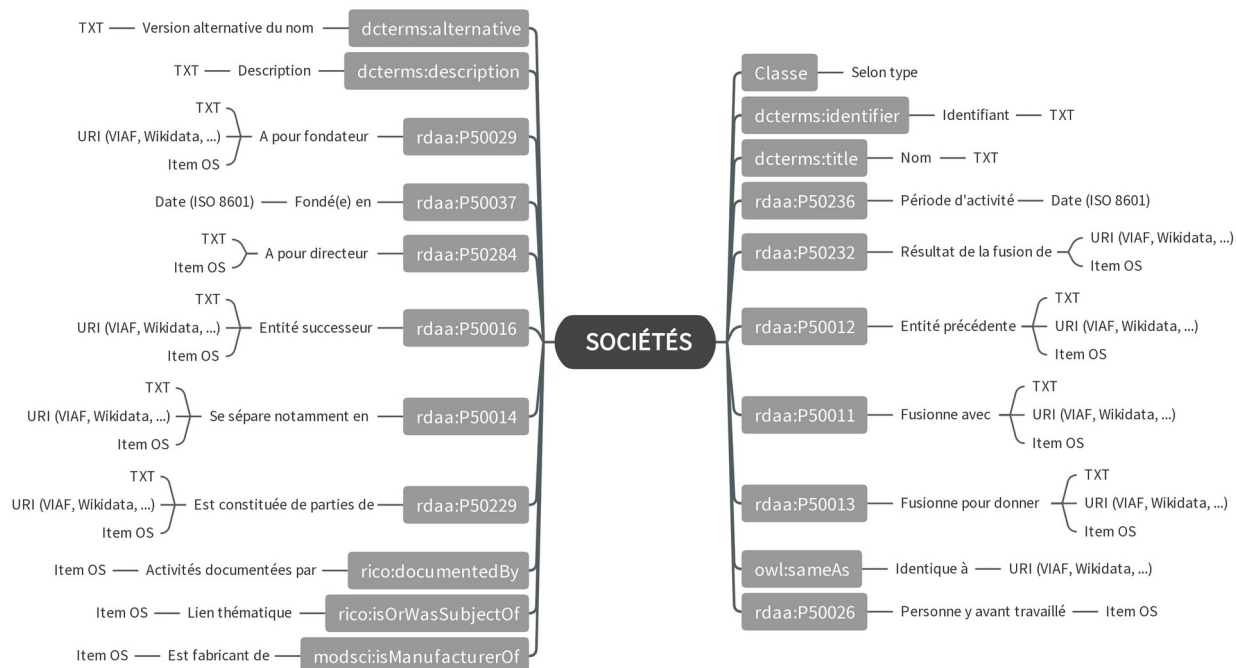 SOCIÉTÉS
TXT
Version alternative du nom
dcterms:alternative
TXT
Description
dcterms:description
TXT
URI (VIAF, Wikidata, ...)
Item OS
A pour fondateur
rdaa:P50029
Date (ISO 8601)
Fondé(e) en
rdaa:P50037
TXT
Item OS
A pour directeur
rdaa:P50284
TXT
URI (VIAF, Wikidata, ...)
Item OS
Entité successeur
rdaa:P50016
TXT
URI (VIAF, Wikidata, ...)
Item OS
Se sépare notamment en
rdaa:P50014
TXT
URI (VIAF, Wikidata, ...)
Item OS
Est constituée de parties de
rdaa:P50229
Item OS
Activités documentées par
rico:documentedBy
Item OS
Lien thématique
rico:isOrWasSubjectOf
Item OS
Est fabricant de
modsci:isManufacturerOf
Classe
Selon type
dcterms:identifier
Identifiant
TXT
dcterms:title
Nom
TXT
rdaa:P50236
Période d'activité
Date (ISO 8601)
rdaa:P50232
Résultat de la fusion de
URI (VIAF, Wikidata, ...)
Item OS
rdaa:P50012
Entité précédente
TXT
URI (VIAF, Wikidata, ...)
Item OS
rdaa:P50011
Fusionne avec
TXT
URI (VIAF, Wikidata, ...)
Item OS
rdaa:P50013
Fusionne pour donner
TXT
URI (VIAF, Wikidata, ...)
Item OS
owl:sameAs
Identique à
URI (VIAF, Wikidata, ...)
rdaa:P50026
Personne y avant travaillé
Item OS